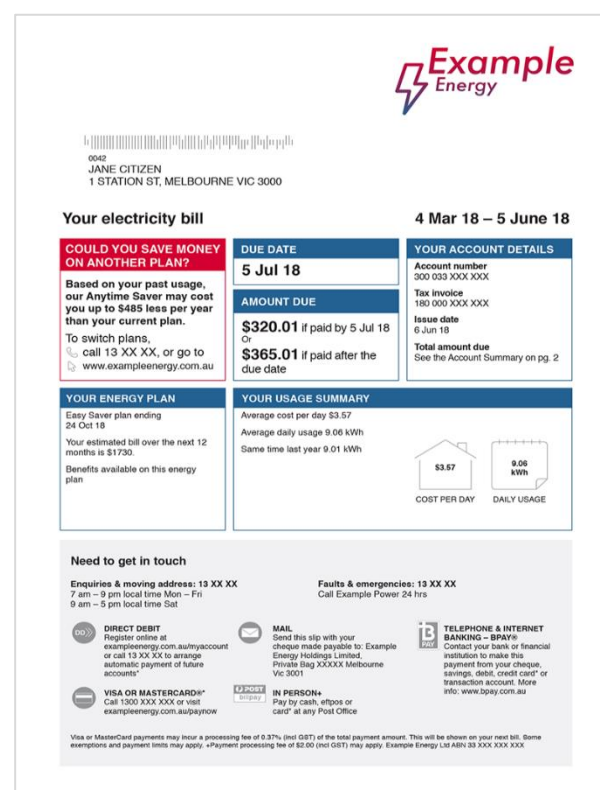 Example
Energy
0042
JANE CITIZEN
1 STATION ST, MELBOURNE VIC 3000
Your electricity bill
4 Mar 18 – 5 June 18
COULD YOU SAVE MONEY
ON ANOTHER PLAN?
Based on your past usage,
our Anytime Saver may cost
you up to $485 less per year
than your current plan.
To switch plans,
call 13 XX XX, or go to
www.exampleenergy.com.au
DUE DATE
5 Jul 18
AMOUNT DUE
$320.01 if paid by 5 Jul 18
Or
$365.01 if paid after the
due date
YOUR ACCOUNT DETAILS
Account number
300 033 XXX XXX
Tax invoice
180 000 XXX XXX
Issue date
6 Jun 18
Total amount due
See the Account Summary on pg. 2
YOUR ENERGY PLAN
Easy Saver plan ending
24 Oct 18
Your estimated bill over the next 12
months is $1730.
Benefits available on this energy
plan
YOUR USAGE SUMMARY
Average cost per day $3.57
Average daily usage 9.06 kWh
Same time last year 9.01 kWh
$3.57
COST PER DAY
9.06
kWh
DAILY USAGE
Need to get in touch
Enquiries & moving address: 13 XX XX
7 am – 9 pm local time Mon – Fri
9 am – 5 pm local time Sat
Faults & emergencies: 13 XX XX
Call Example Power 24 hrs
DD
DIRECT DEBIT
Register online at
exampleenergy.com.au/myaccount
or call 13 XX XX to arrange
automatic payment of future
accounts*
MAIL
Send this slip with your
cheque made payable to: Example
Energy Holdings Limited,
Private Bag XXXXX Melbourne
Vic 3001
B
PAY
TELEPHONE & INTERNET
BANKING – BPAY®
Contact your bank or financial
institution to make this
payment from your cheque,
savings, debit, credit card* or
transaction account. More
info: www.bpay.com.au
VISA OR MASTERCARD®*
Call 1300 XXX XXX or visit
exampleenergy.com.au/paynow
POST
billpay
IN PERSON+
Pay by cash, eftpos or
card* at any Post Office
Visa or MasterCard payments may incur a processing fee of 0.37% (incl GST) of the total payment amount. This will be shown on your next bill. Some
exemptions and payment limits may apply. +Payment processing fee of $2.00 (incl GST) may apply. Example Energy Ltd ABN 33 XXX XXX XXX